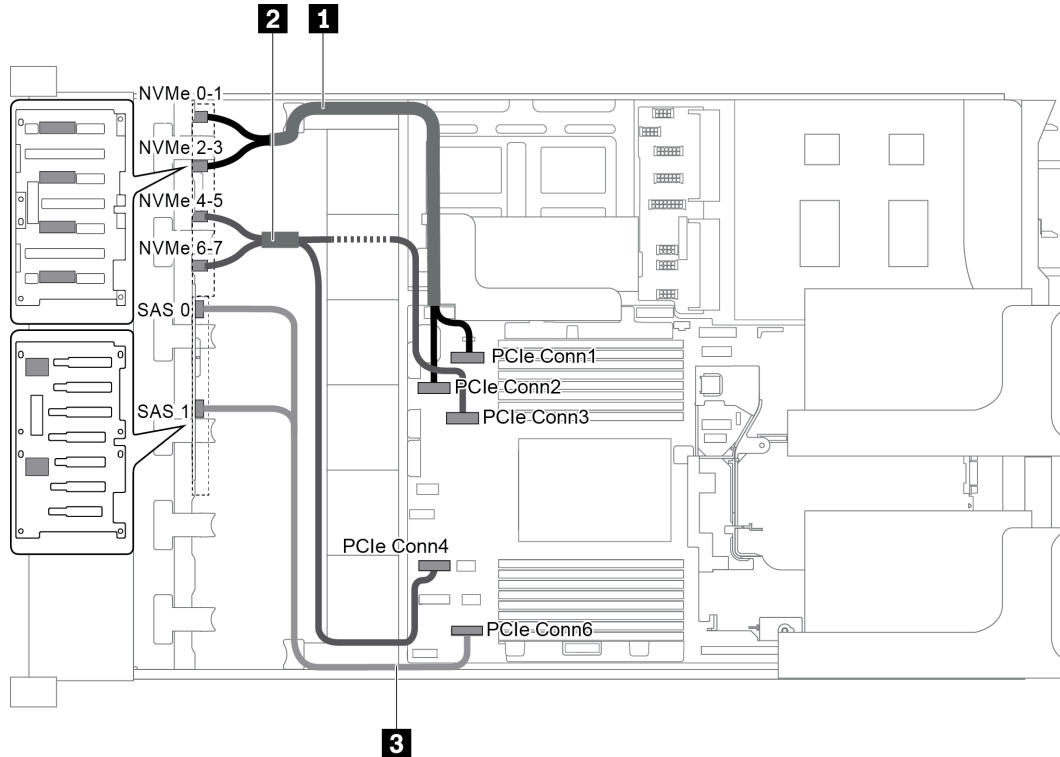 2 1
NVMe 0-1
NVMe 2-3
NVMe 4-5
NVMe 6-7
SAS 0
PCIe Conn1
PCIe Conn2
SAS 1
PCIe Conn3
PCIe Conn4
PCIe Conn6
3